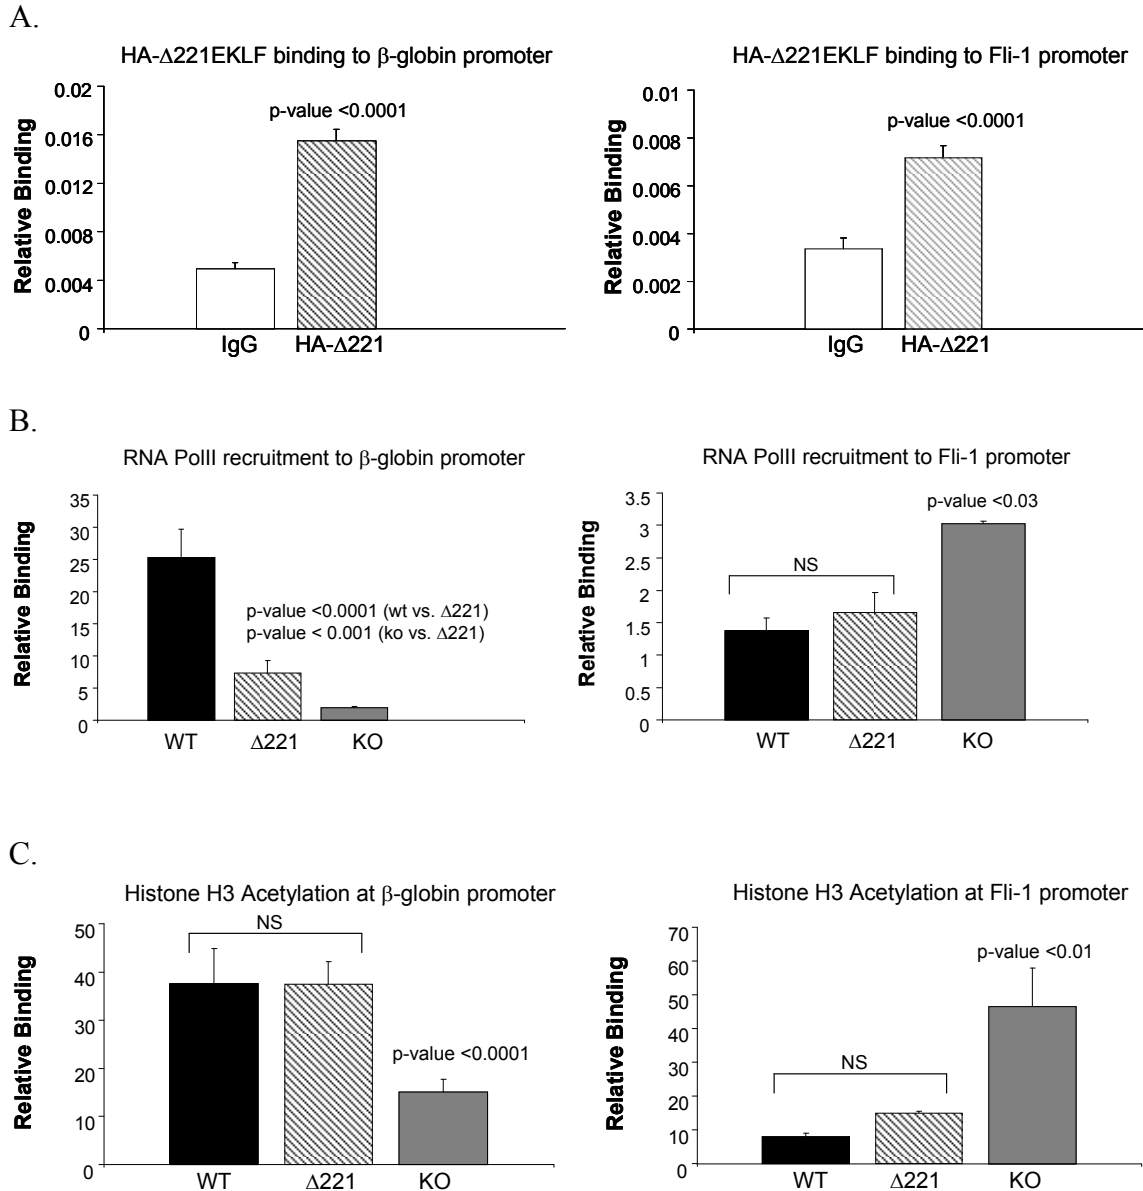 A.
HA-Δ221EKLF binding to β-globin promoter
Relative Binding
0.02
0.016
0.012
0.008
0.004
0
p-value <0.0001
IgG HA-Δ221
HA-Δ221EKLF binding to Fli-1 promoter
Relative Binding
0.01
0.008
0.006
0.004
0.002
0
p-value <0.0001
IgG HA-Δ221
B.
RNA PolII recruitment to β-globin promoter
Relative Binding
35
30
25
20
15
10
5
0
p-value <0.0001 (wt vs. Δ221)
p-value < 0.001 (ko vs. Δ221)
WT Δ221 KO
RNA PolII recruitment to Fli-1 promoter
Relative Binding
3.5
3
2.5
2
1.5
1
0.5
0
p-value <0.03
NS
WT Δ221 KO
C.
Histone H3 Acetylation at β-globin promoter
Relative Binding
50
40
30
20
10
0
NS
p-value <0.0001
WT Δ221 KO
Histone H3 Acetylation at Fli-1 promoter
Relative Binding
70
60
50
40
30
20
10
0
p-value <0.01
NS
WT Δ221 KO